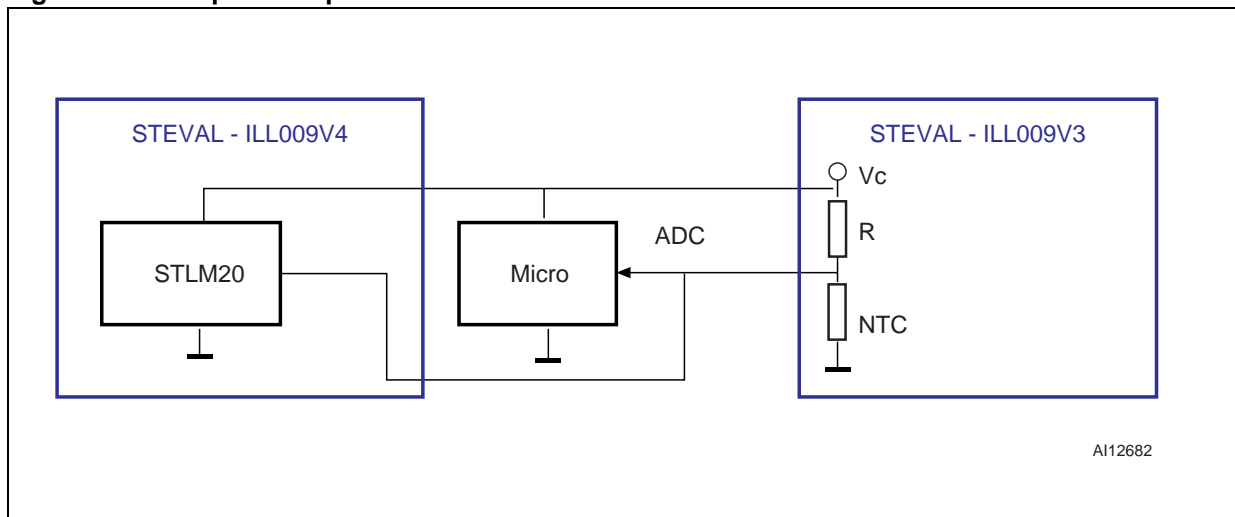 STEVAL - ILL009V4
STEVAL - ILL009V3
Vc
R
ADC
STLM20
Micro
NTC
AI12682